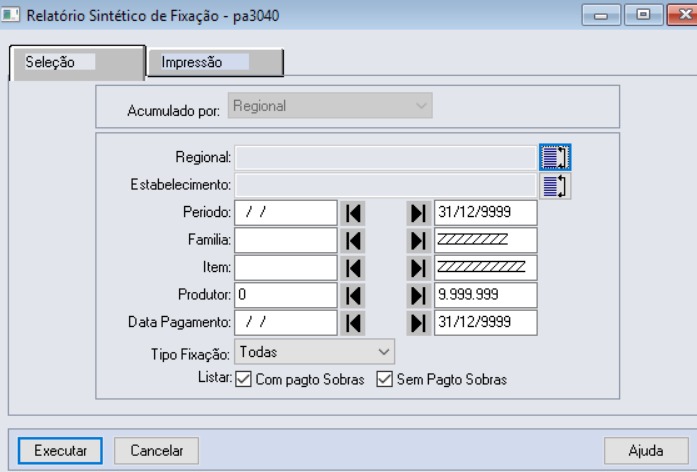 Relatório Sintético de Fixação - pa3040
Seleção Impressão
Acumulado por: Regional
Regional:
Estabelecimento:
Periodo: / / 31/12/9999
Familia: ZZZZZZZZ
Item: ZZZZZZZZZZ
Produtor: 0 9.999.999
Data Pagamento: / / 31/12/9999
Tipo Fixação: Todas
Listar: Com pagto Sobras Sem Pagto Sobras
Executar Cancelar Ajuda